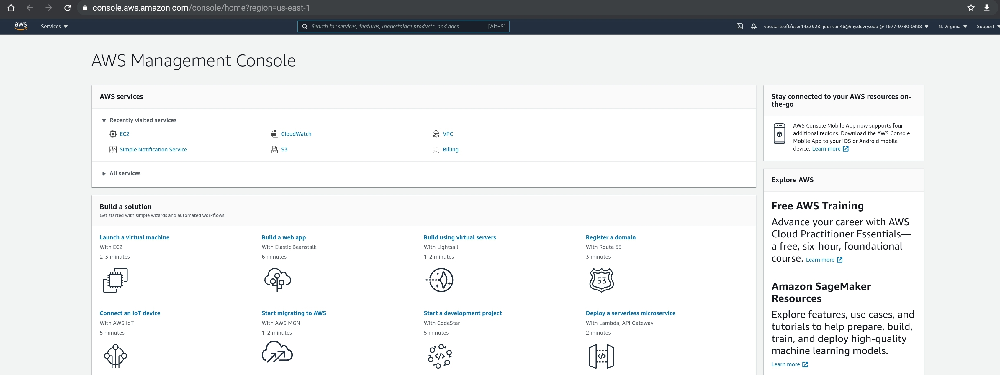 console.aws.amazon.com/console/home?region=us-east-1
aws
Services
Search for services, features, marketplace products, and docs
[Alt+S]
vocstartsoft/user1433928=jduncan46@my.devry.edu @ 1677-9730-0398
N. Virginia
Support
AWS Management Console
AWS services
Recently visited services
EC2
CloudWatch
VPC
Simple Notification Service
S3
Billing
All services
Build a solution
Get started with simple wizards and automated workflows.
Launch a virtual machine
With EC2
2-3 minutes
Build a web app
With Elastic Beanstalk
6 minutes
Build using virtual servers
With Lightsail
1-2 minutes
Register a domain
With Route 53
3 minutes
53
Connect an IoT device
With AWS IoT
5 minutes
Start migrating to AWS
With AWS MGN
1-2 minutes
Start a development project
With CodeStar
5 minutes
</>
Deploy a serverless microservice
With Lambda, API Gateway
2 minutes
</>
Stay connected to your AWS resources on-
the-go
AWS Console Mobile App now supports four
additional regions. Download the AWS Console
Mobile App to your iOS or Android mobile
device. Learn more
Explore AWS
Free AWS Training
Advance your career with AWS
Cloud Practitioner Essentials—
a free, six-hour, foundational
course. Learn more
Amazon SageMaker
Resources
Explore features, use cases, and
tutorials to help prepare, build,
train, and deploy high-quality
machine learning models.
Learn more